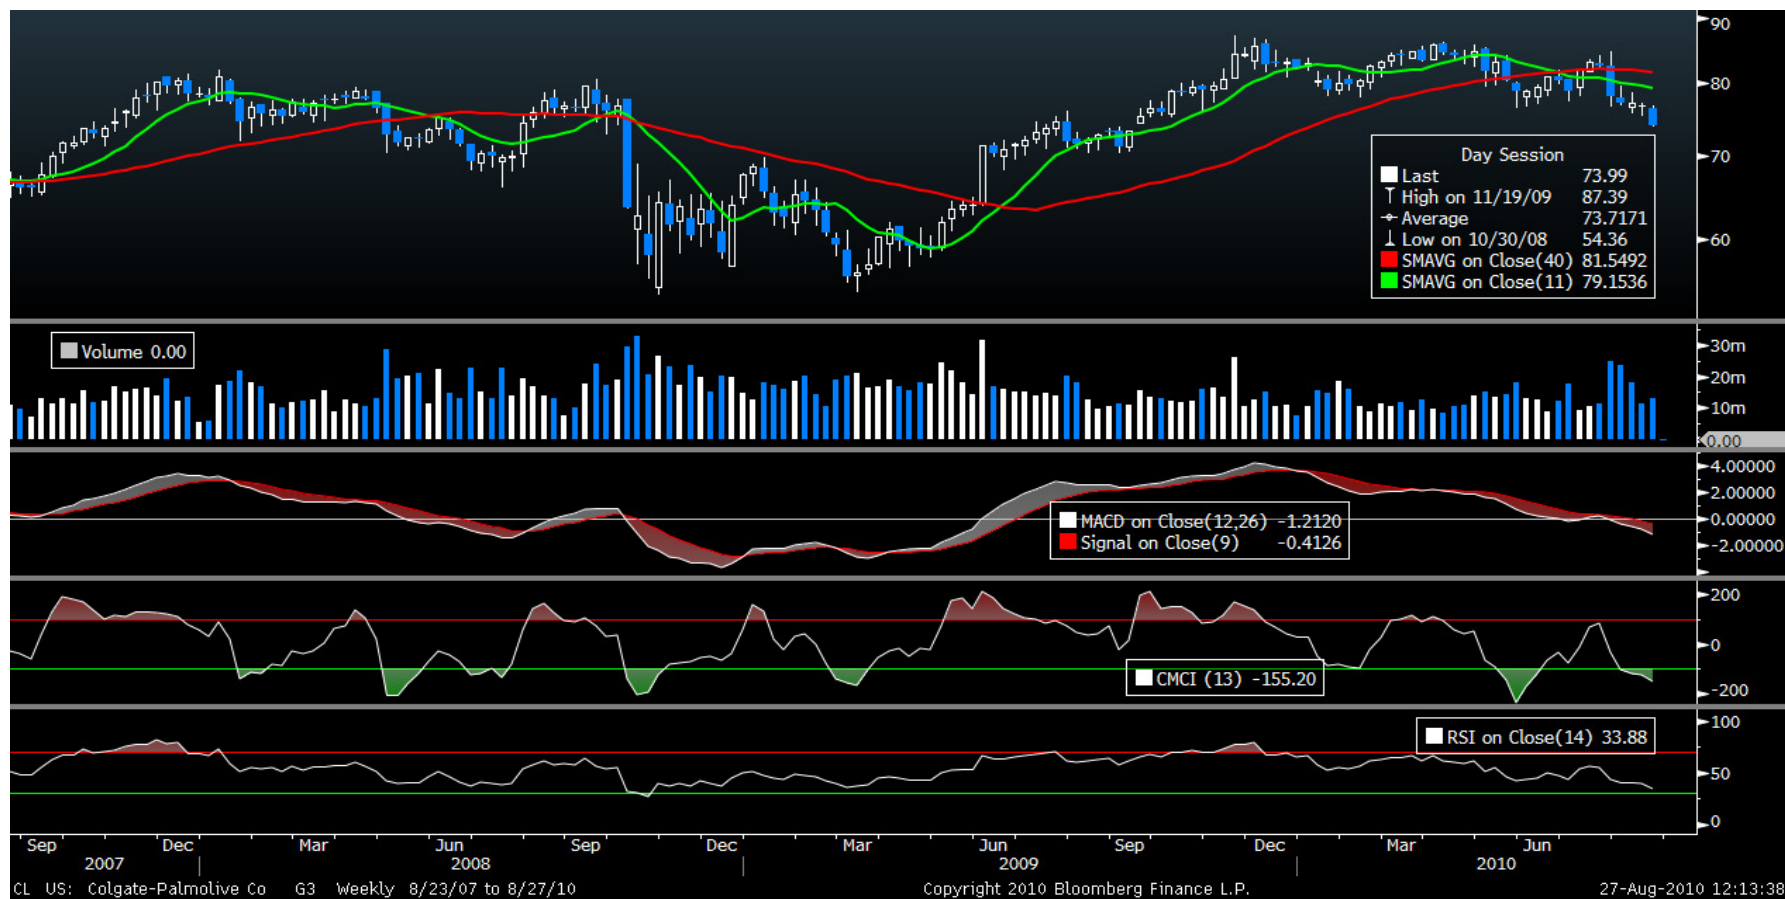 90
80
70
60
Day Session
Last 73.99
High on 11/19/09 87.39
Average 73.7171
Low on 10/30/08 54.36
SMAVG on Close(40) 81.5492
SMAVG on Close(11) 79.1536
Volume 0.00
30m
20m
10m
0.00
4.00000
2.00000
0.00000
-2.00000
MACD on Close(12,26) -1.2120
Signal on Close(9) -0.4126
200
0
-200
CMCI (13) -155.20
100
50
0
RSI on Close(14) 33.88
Sep Dec Mar Jun Sep Dec Mar Jun Sep Dec Mar Jun
2007 2008 2009 2010
CL US: Colgate-Palmolive Co G3 Weekly 8/23/07 to 8/27/10 Copyright 2010 Bloomberg Finance L.P. 27-Aug-2010 12:13:38